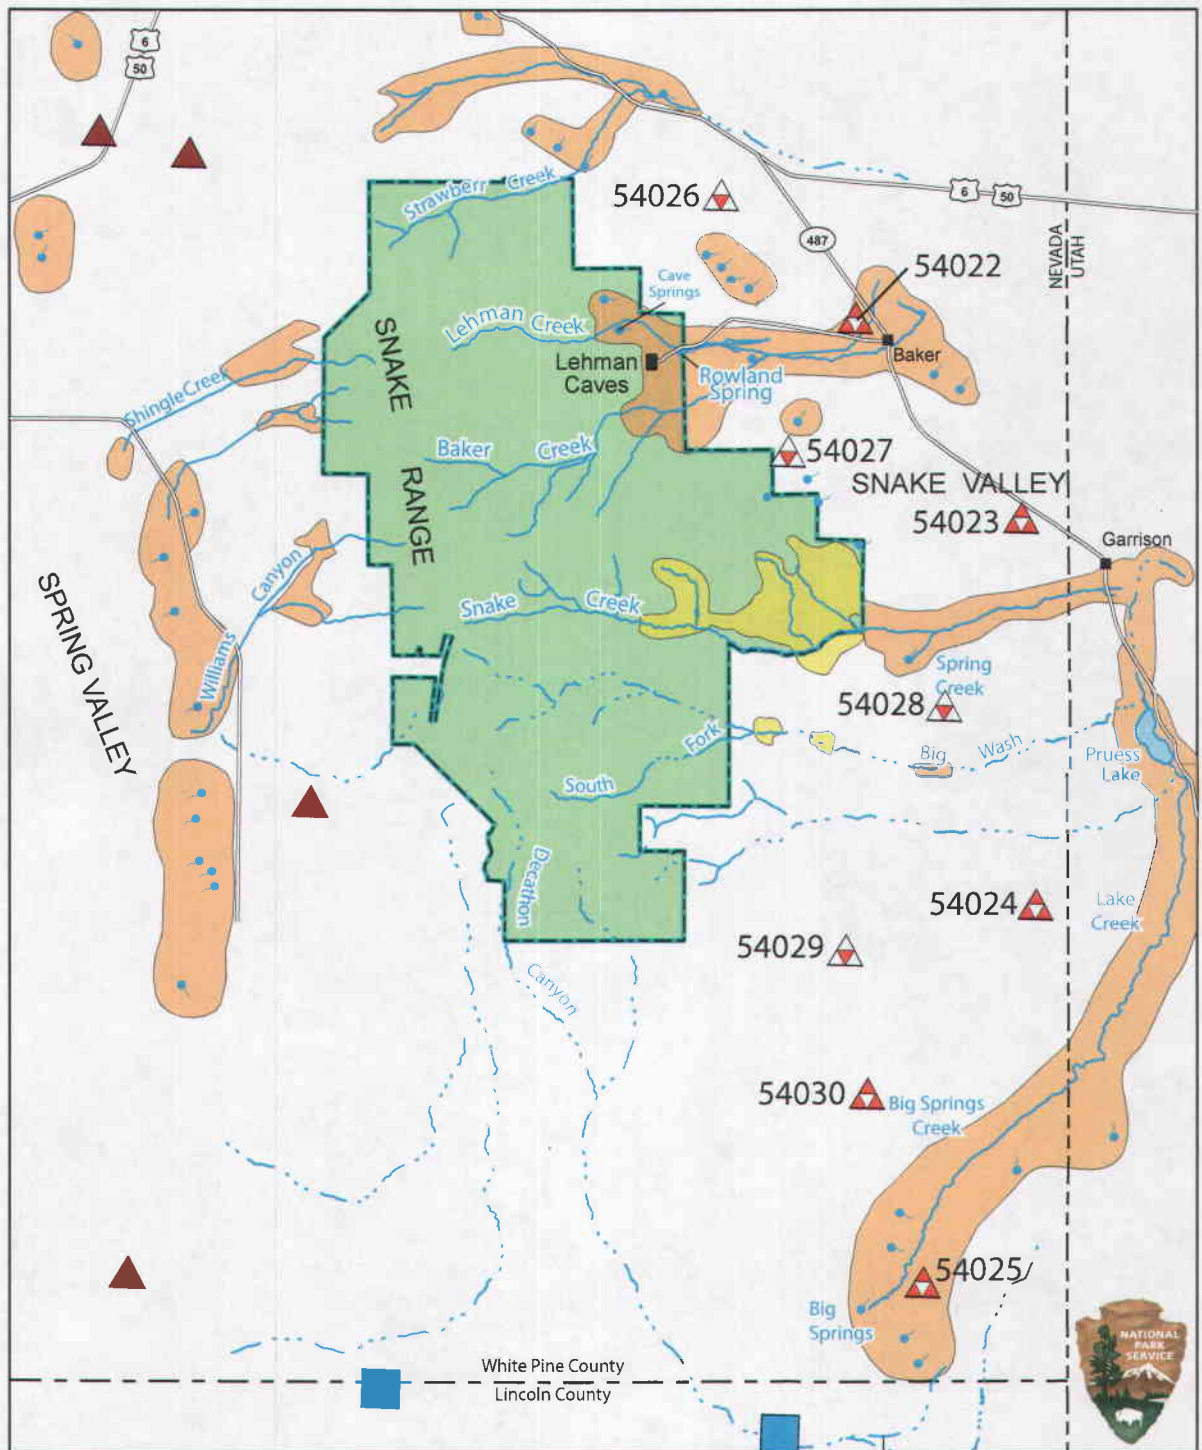 6
50
Strawberr Creek
54026
6
50
487
NEVADA
UTAH
54022
Cave
Springs
Lehman Creek
SNAKE
Lehman
Caves
Baker
Rowland
Spring
Shingle Creek
Baker Creek
54027
RANGE
SNAKE VALLEY
54023
Garrison
Canyon
Williams
SPRING VALLEY
Snake Creek
Spring
Creek
54028
Fork
South
Big Wash
Pruess
Lake
Decathon
Canyon
54024
Lake
Creek
54029
54030
Big Springs
Creek
54025
Big
Springs
White Pine County
Lincoln County
NATIONAL
PARK
SERVICE